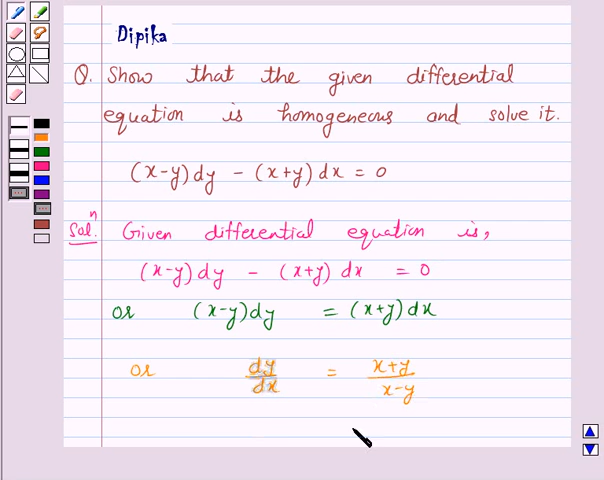 Dipika
Q. Show that the given differential
equation is homogeneous and solve it.
(x-y)dy - (x+y)dx = 0
Solⁿ. Given differential equation is,
(x-y)dy - (x+y) dx = 0
or (x-y)dy = (x+y)dx
or dy/dx = x+y/x-y